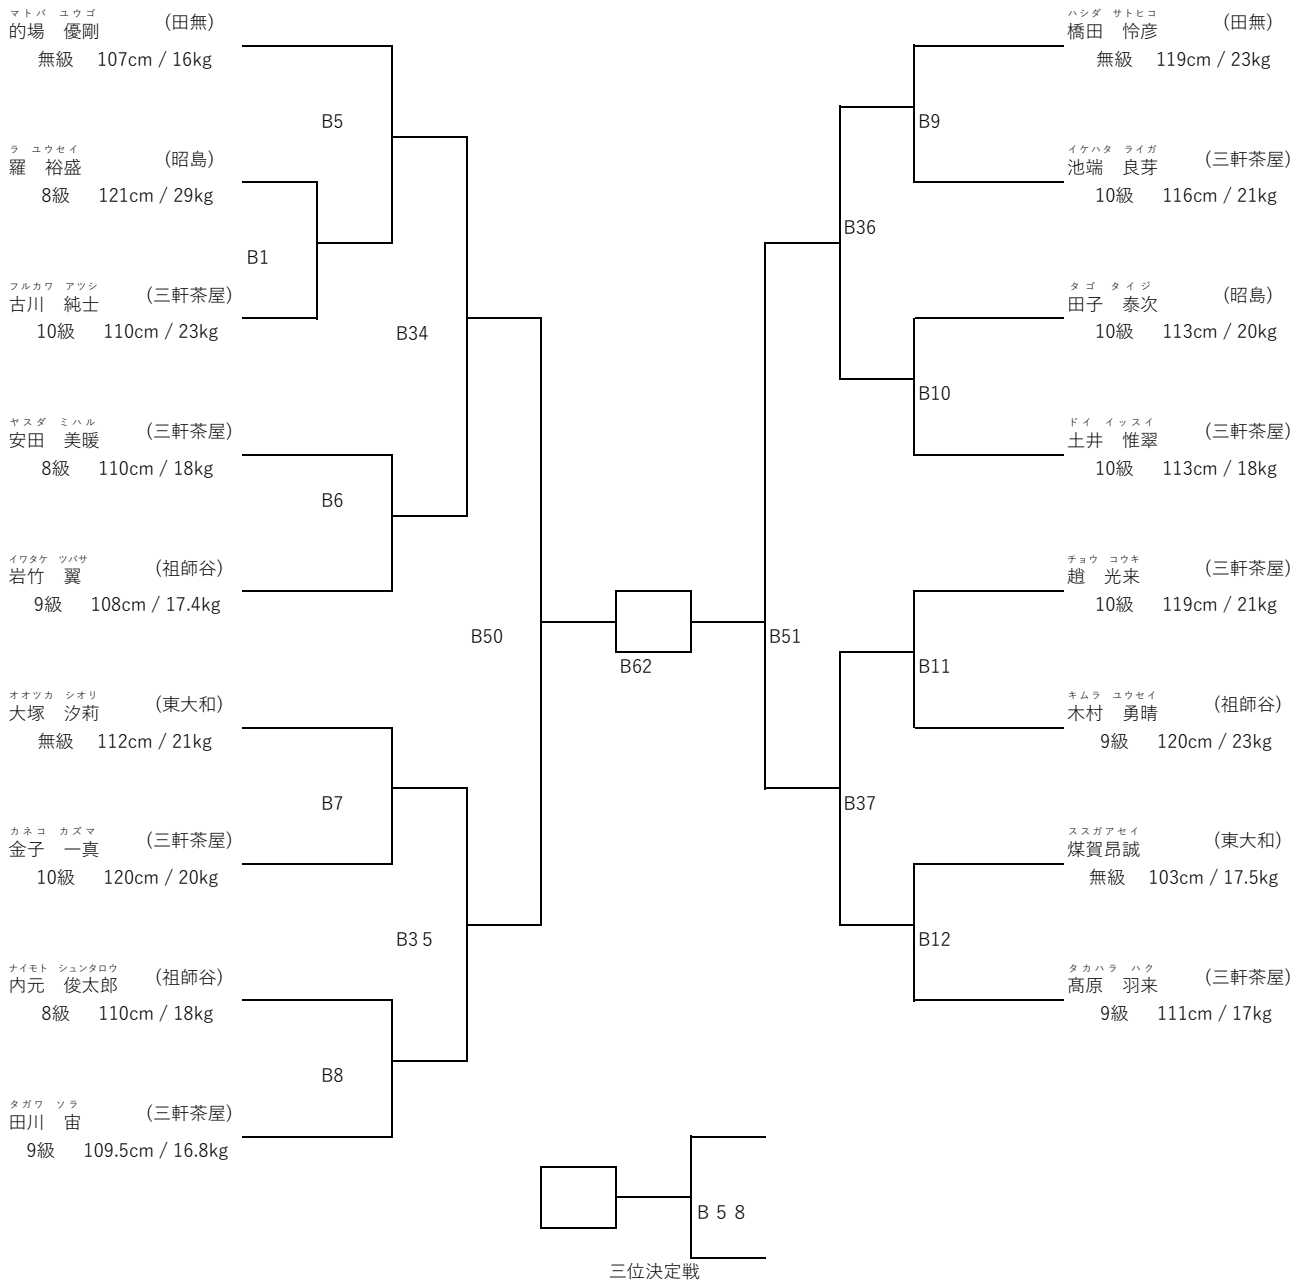 マトバ　ユウゴ
的場　優剛 (田無)
無級 107cm / 16kg
B5
ラ　ユウセイ
羅　裕盛 (昭島)
8級 121cm / 29kg
B1
フルカワ　アツシ
古川　純士 (三軒茶屋)
10級 110cm / 23kg
B34
ヤスダ　ミハル
安田　美暖 (三軒茶屋)
8級 110cm / 18kg
B6
イワタケ　ツバサ
岩竹　翼 (祖師谷)
9級 108cm / 17.4kg
B50
オオツカ　シオリ
大塚　汐莉 (東大和)
無級 112cm / 21kg
B7
カネコ　カズマ
金子　一真 (三軒茶屋)
10級 120cm / 20kg
B3５
ナイモト　シュンタロウ
内元　俊太郎 (祖師谷)
8級 110cm / 18kg
B8
タガワ　ソラ
田川　宙 (三軒茶屋)
9級 109.5cm / 16.8kg
B62
ハシダ　サトヒコ
橋田　怜彦 (田無)
無級 119cm / 23kg
B9
イケハタ　ライガ
池端　良芽 (三軒茶屋)
10級 116cm / 21kg
B36
タゴ　タイジ
田子　泰次 (昭島)
10級 113cm / 20kg
B10
ドイ　イッスイ
土井　惟翠 (三軒茶屋)
10級 113cm / 18kg
B51
チョウ　コウキ
趙　光来 (三軒茶屋)
10級 119cm / 21kg
B11
キムラ　ユウセイ
木村　勇晴 (祖師谷)
9級 120cm / 23kg
B37
ススガアセイ
煤賀昂誠 (東大和)
無級 103cm / 17.5kg
B12
タカハラ　ハク
髙原　羽来 (三軒茶屋)
9級 111cm / 17kg
B５８
三位決定戦